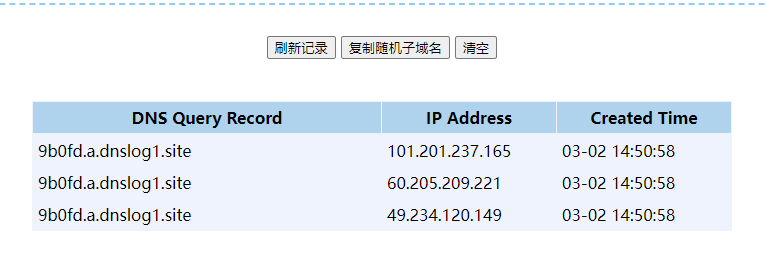 刷新记录 复制随机子域名 清空
DNS Query Record IP Address Created Time
9b0fd.a.dnslog1.site 101.201.237.165 03-02 14:50:58
9b0fd.a.dnslog1.site 60.205.209.221 03-02 14:50:58
9b0fd.a.dnslog1.site 49.234.120.149 03-02 14:50:58